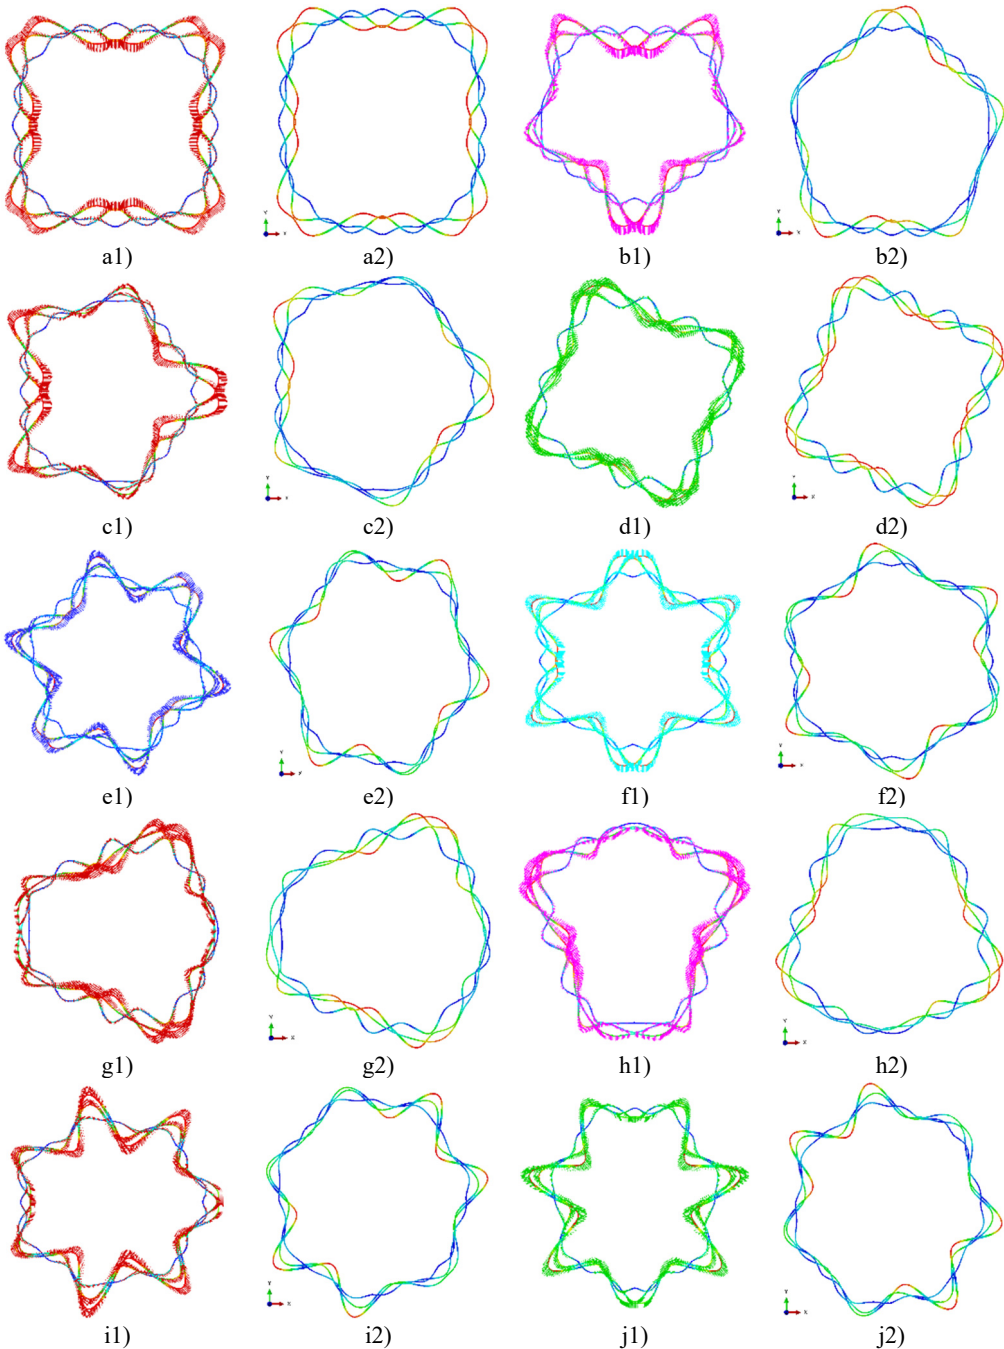 a1) a2) b1) b2)
c1) c2) d1) d2)
e1) e2) f1) f2)
g1) g2) h1) h2)
i1) i2) j1) j2)